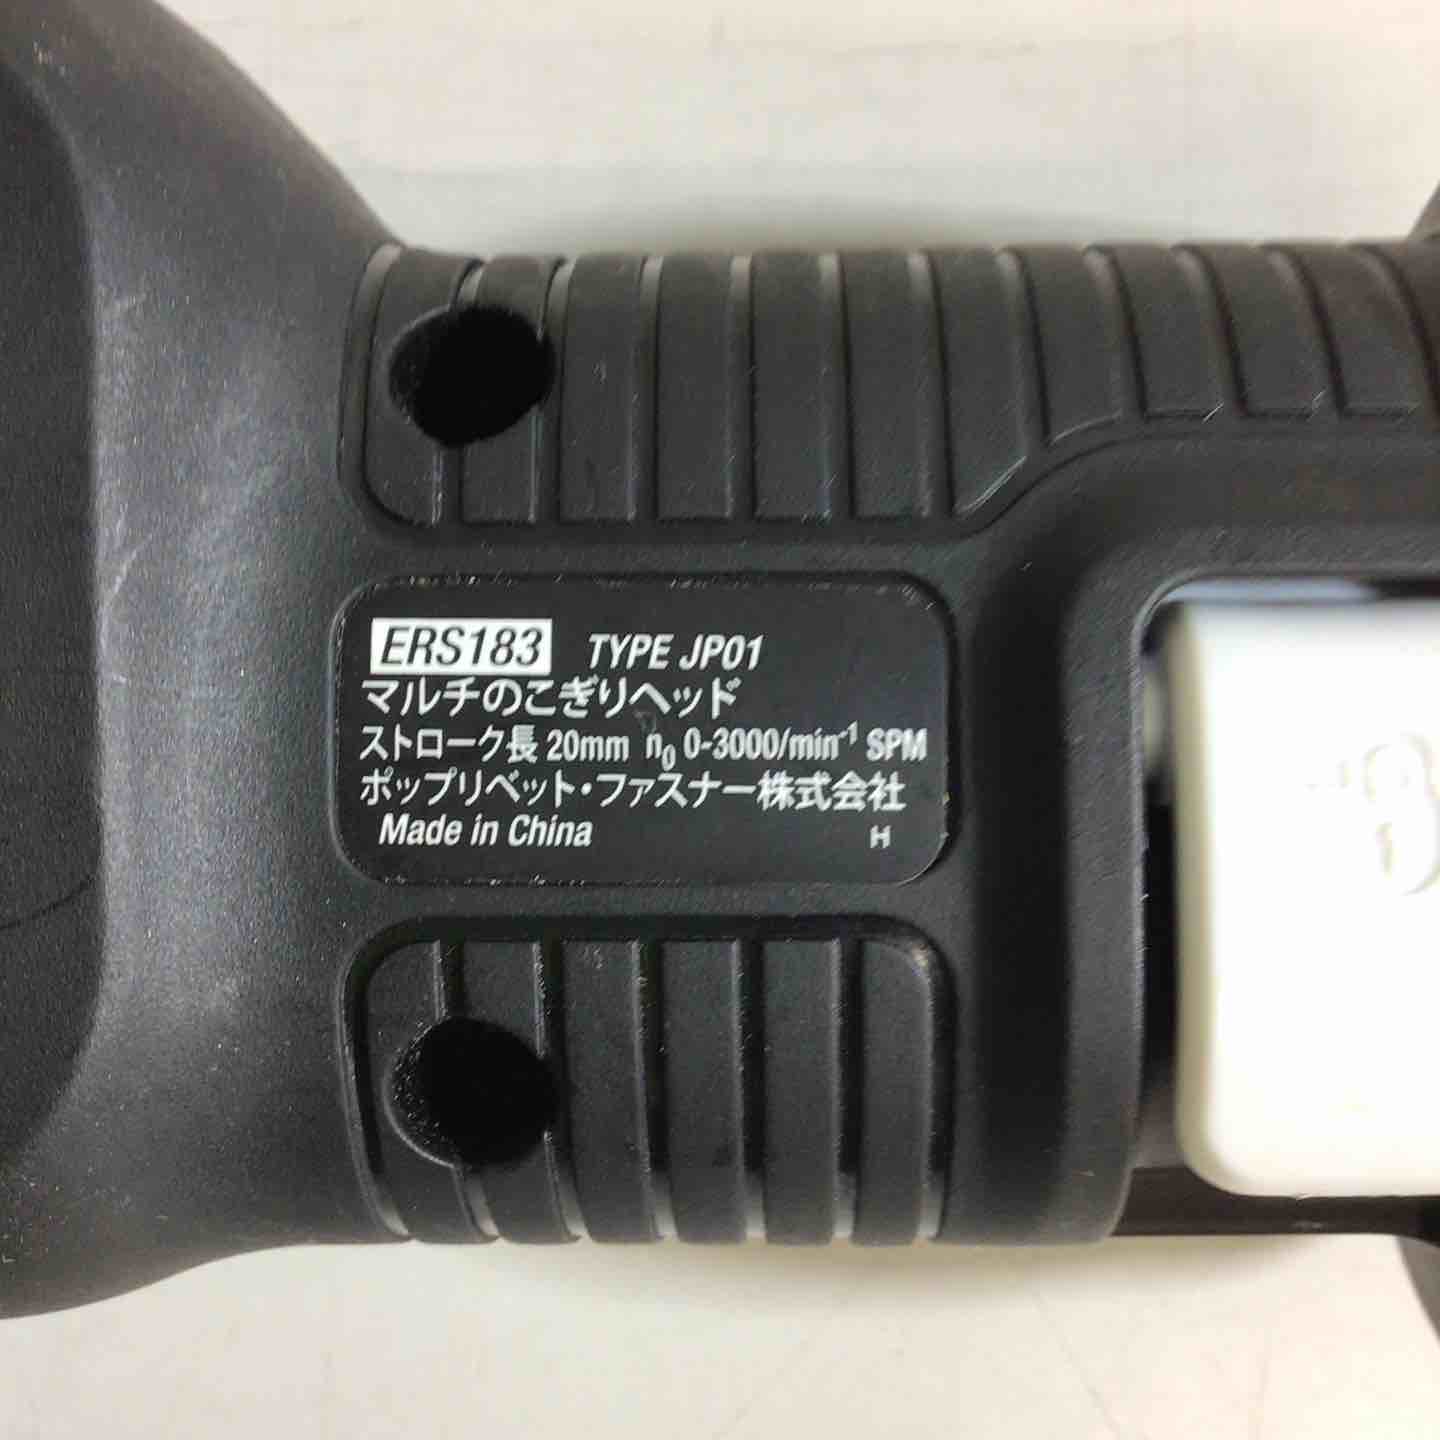 ERS183 TYPE JP01
マルチのこぎりヘッド
ストローク長 20mm n0 0-3000/min-1 SPM
ポップリベット・ファスナー株式会社
Made in China H